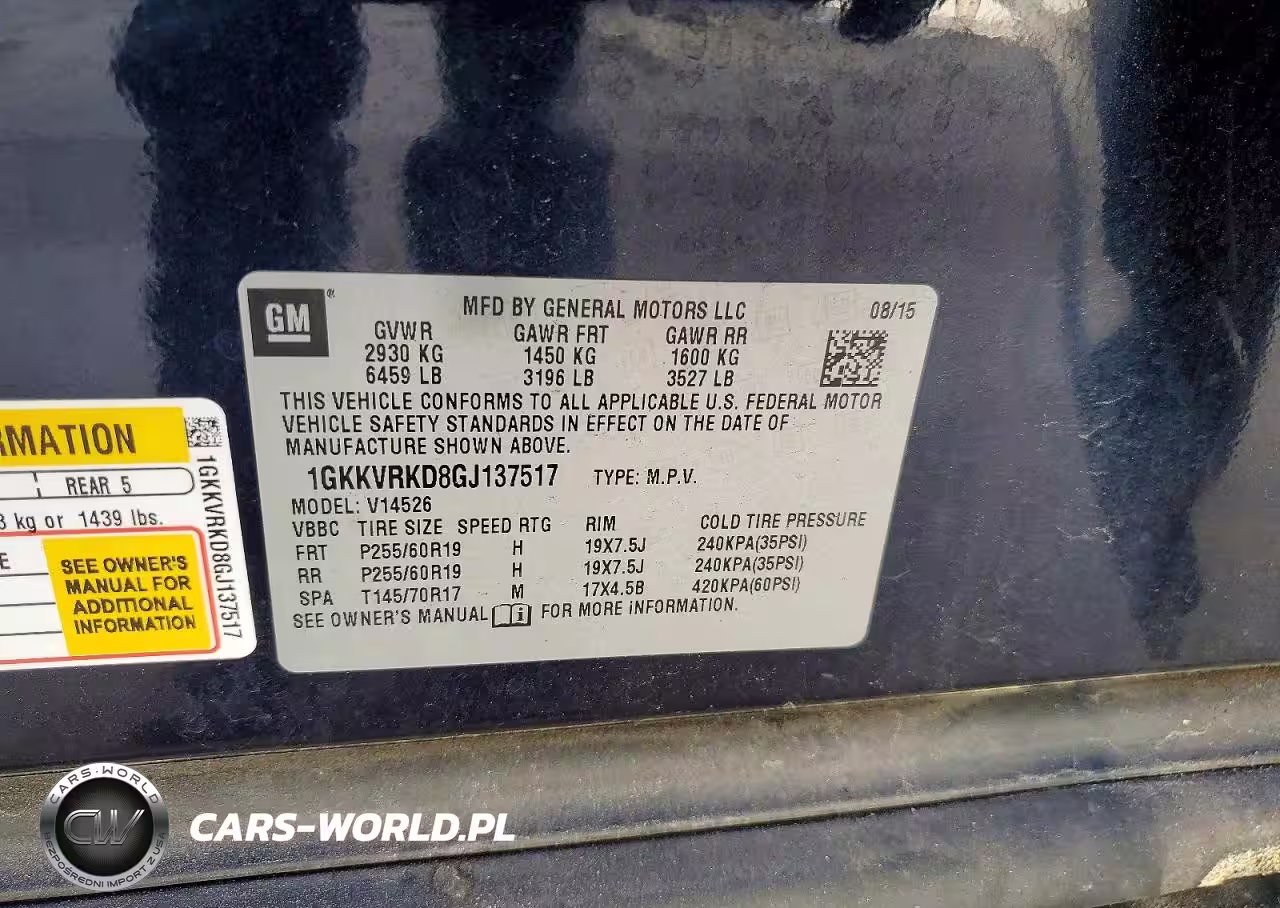 GM ®
MFD BY GENERAL MOTORS LLC 08/15
GVWR GAWR FRT GAWR RR
2930 KG 1450 KG 1600 KG
6459 LB 3196 LB 3527 LB
THIS VEHICLE CONFORMS TO ALL APPLICABLE U.S. FEDERAL MOTOR
VEHICLE SAFETY STANDARDS IN EFFECT ON THE DATE OF
MANUFACTURE SHOWN ABOVE.
1GKKVRKD8GJ137517 TYPE: M.P.V.
MODEL: V14526
VBBC TIRE SIZE SPEED RTG RIM COLD TIRE PRESSURE
FRT P255/60R19 H 19X7.5J 240KPA(35PSI)
RR P255/60R19 H 19X7.5J 240KPA(35PSI)
SPA T145/70R17 M 17X4.5B 420KPA(60PSI)
SEE OWNER'S MANUAL i FOR MORE INFORMATION.
RMATION
REAR 5
3 kg or 1439 lbs.
E
SEE OWNER'S
MANUAL FOR
ADDITIONAL
INFORMATION
1GKKVRKD8GJ137517
CARS-WORLD
CW
BEZPOŚREDNI IMPORT Z USA
CARS-WORLD.PL